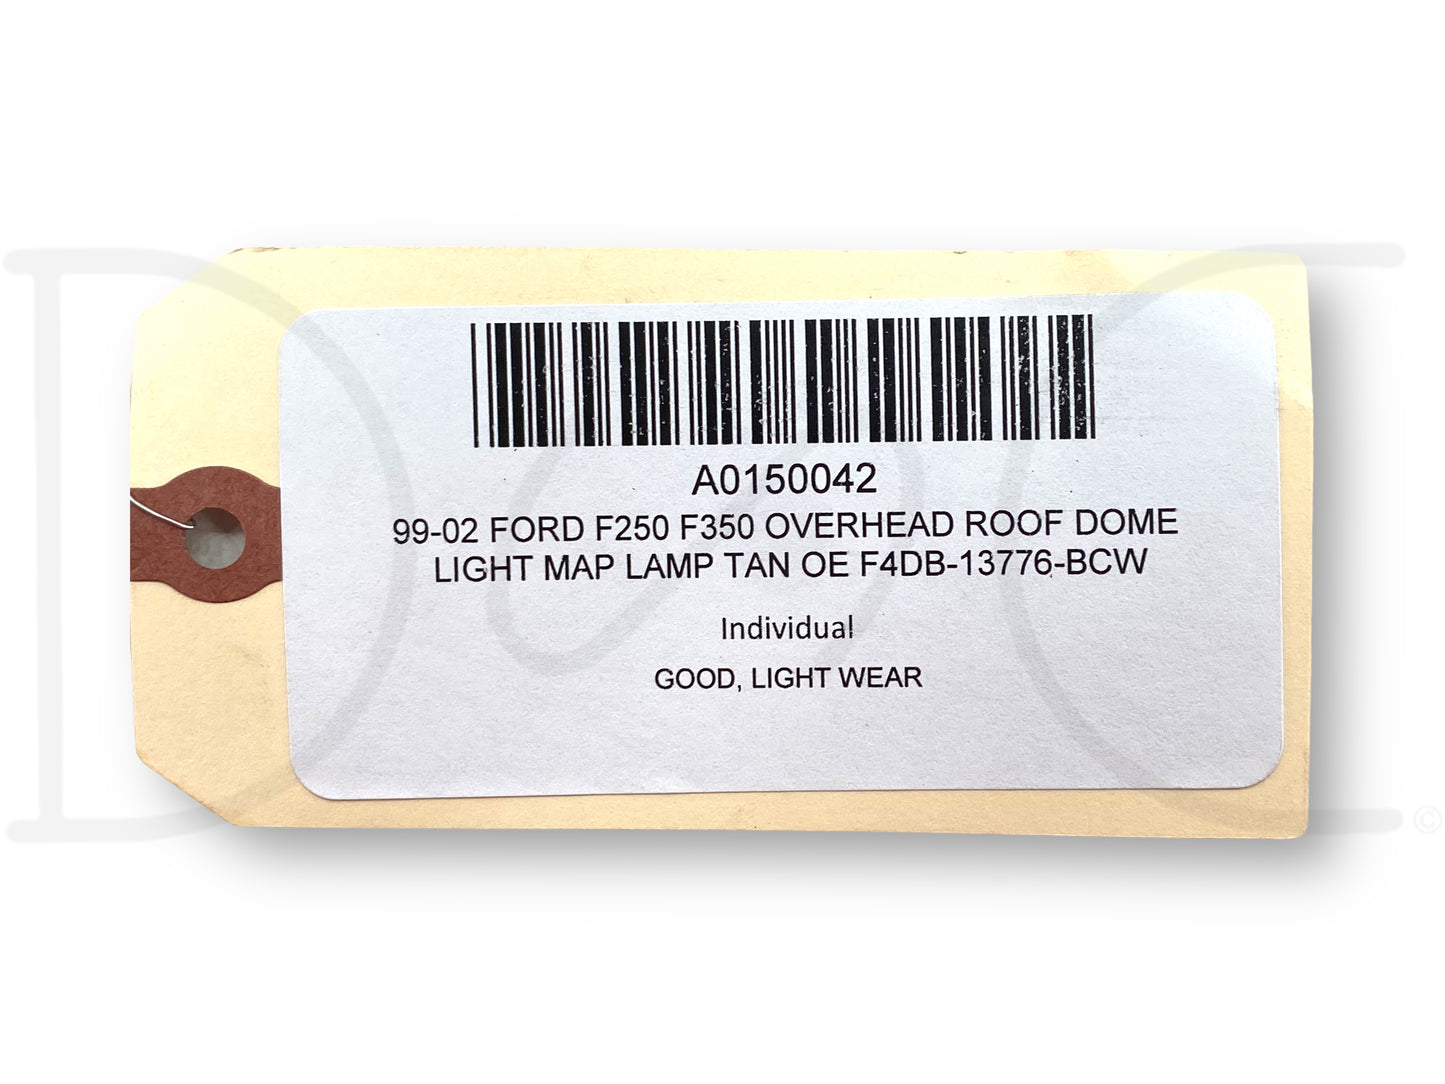 A0150042
99-02 FORD F250 F350 OVERHEAD ROOF DOME
LIGHT MAP LAMP TAN OE F4DB-13776-BCW
Individual
GOOD, LIGHT WEAR
©